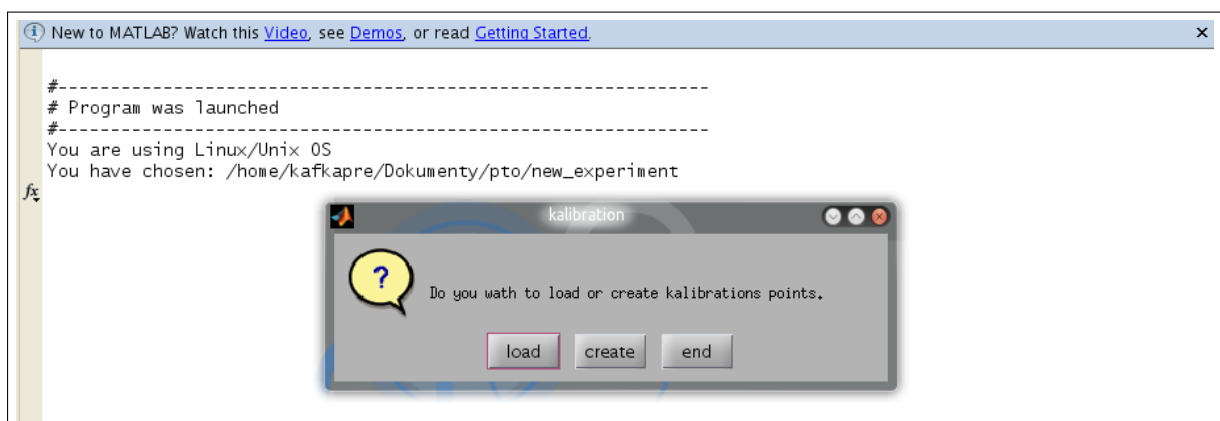 New to MATLAB? Watch this Video, see Demos, or read Getting Started.
#----------------------------------------------------------------
# Program was launched
#----------------------------------------------------------------
You are using Linux/Unix OS
You have chosen: /home/kafkapre/Dokumenty/pto/new_experiment
fx
kalibration
?
Do you wath to load or create kalibrations points.
load create end